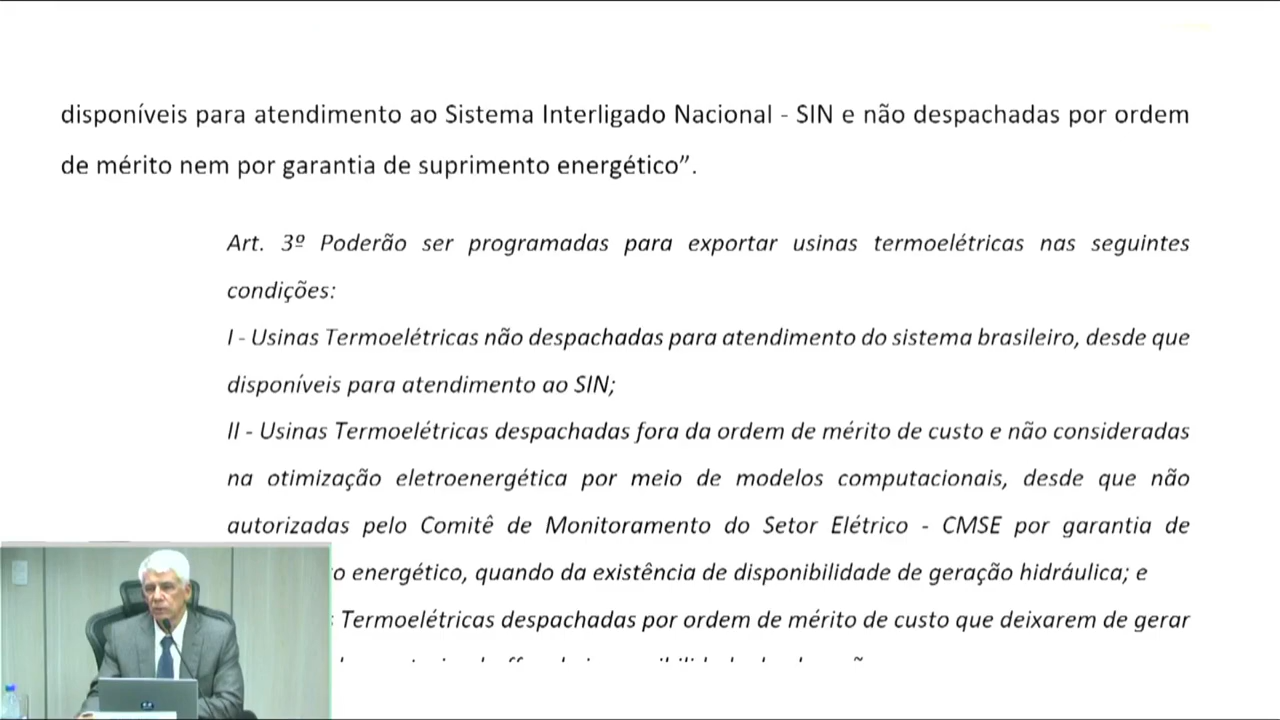 disponíveis para atendimento ao Sistema Interligado Nacional - SIN e não despachadas por ordem
de mérito nem por garantia de suprimento energético”.
Art. 3º Poderão ser programadas para exportar usinas termoelétricas nas seguintes
condições:
I - Usinas Termoelétricas não despachadas para atendimento do sistema brasileiro, desde que
disponíveis para atendimento ao SIN;
II - Usinas Termoelétricas despachadas fora da ordem de mérito de custo e não consideradas
na otimização eletroenergética por meio de modelos computacionais, desde que não
autorizadas pelo Comitê de Monitoramento do Setor Elétrico - CMSE por garantia de
energético, quando da existência de disponibilidade de geração hidráulica; e
Termoelétricas despachadas por ordem de mérito de custo que deixarem de gerar